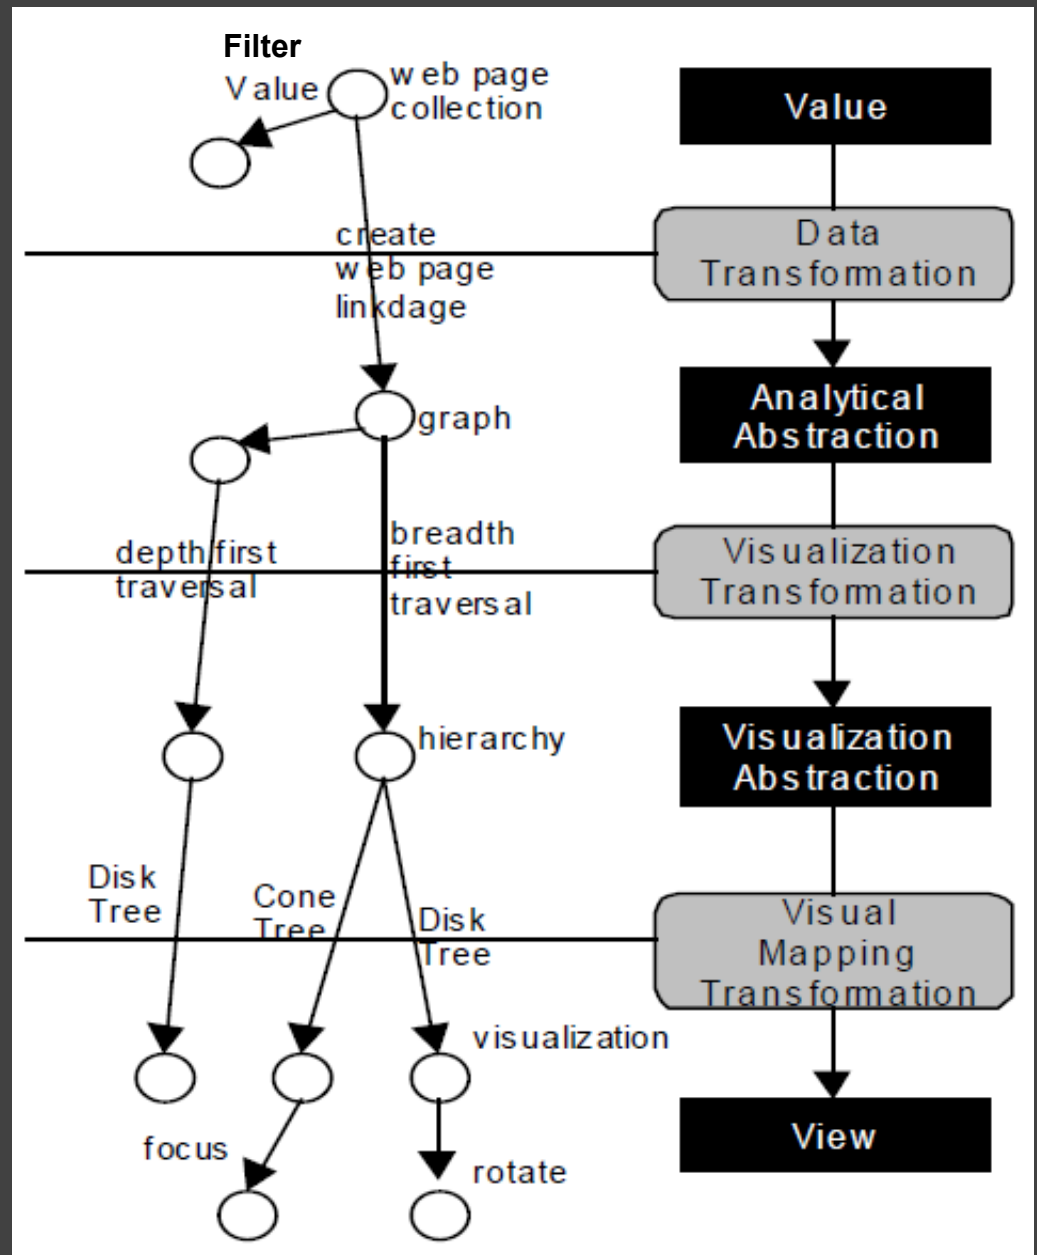 Filter
Value
web page
collection
create
web page
linkdage
graph
depth first
traversal
breadth
first
traversal
hierarchy
Disk
Tree
Cone
Tree
Disk
Tree
visualization
focus
rotate
Value
Data
Transformation
Analytical
Abstraction
Visualization
Transformation
Visualization
Abstraction
Visual
Mapping
Transformation
View